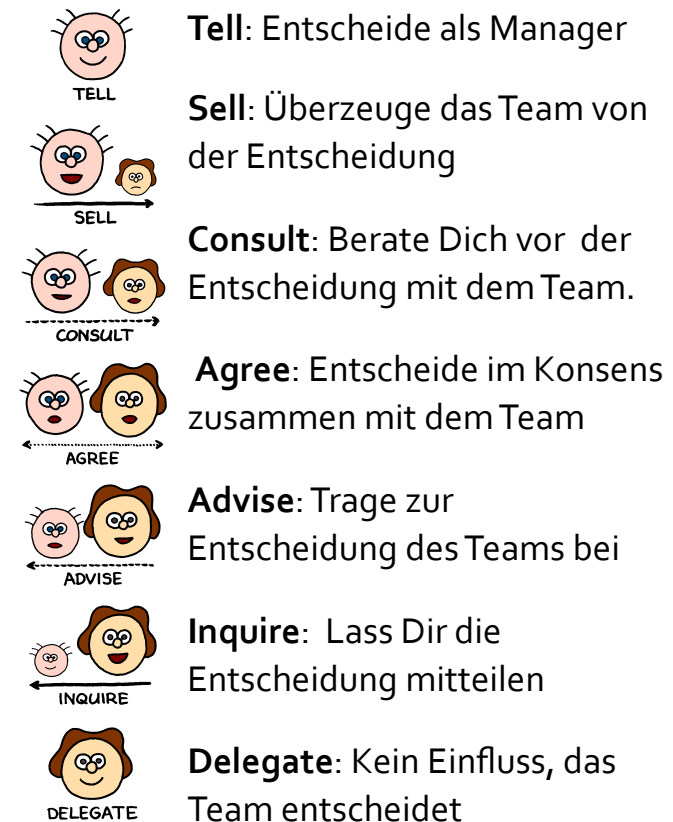 TELL
Tell: Entscheide als Manager
SELL
Sell: Überzeuge das Team von
der Entscheidung
CONSULT
Consult: Berate Dich vor der
Entscheidung mit dem Team.
AGREE
Agree: Entscheide im Konsens
zusammen mit dem Team
ADVISE
Advise: Trage zur
Entscheidung des Teams bei
INQUIRE
Inquire: Lass Dir die
Entscheidung mitteilen
DELEGATE
Delegate: Kein Einfluss, das
Team entscheidet